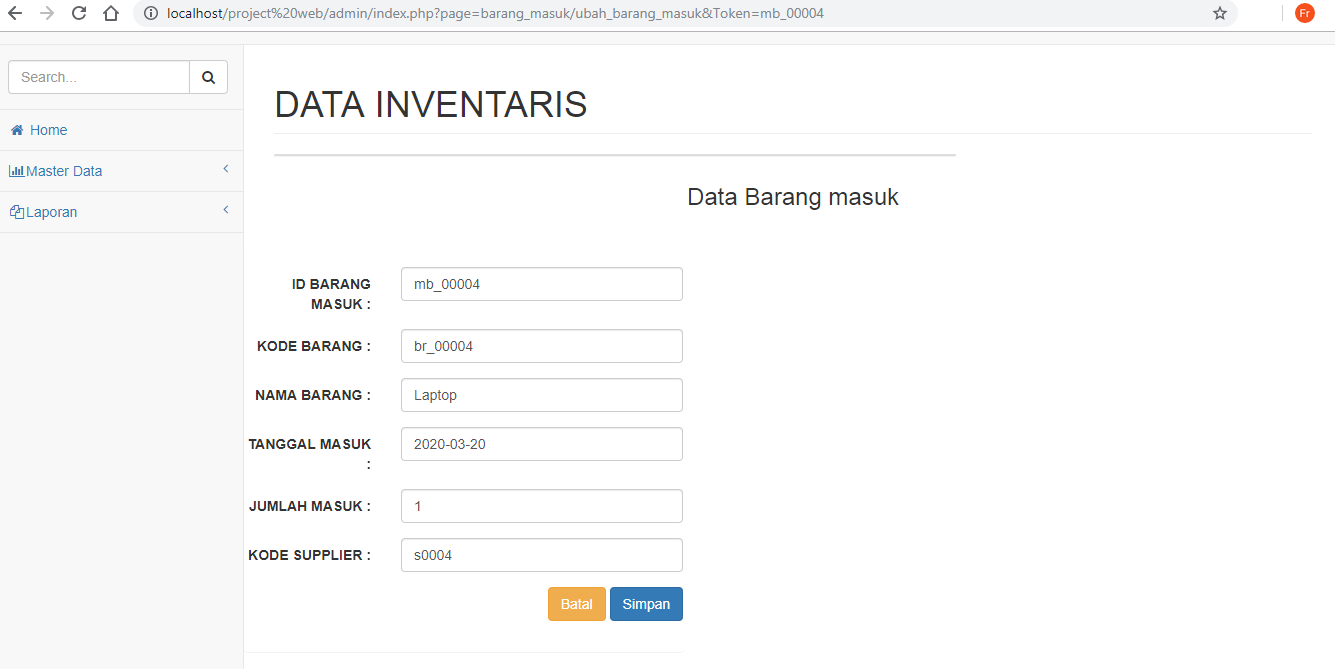 localhost/project%20web/admin/index.php?page=barang_masuk/ubah_barang_masuk&Token=mb_00004
Fr
Search...
Home
Master Data
Laporan
DATA INVENTARIS
Data Barang masuk
ID BARANG
MASUK :
mb_00004
KODE BARANG :
br_00004
NAMA BARANG :
Laptop
TANGGAL MASUK
:
2020-03-20
JUMLAH MASUK :
1
KODE SUPPLIER :
s0004
Batal
Simpan